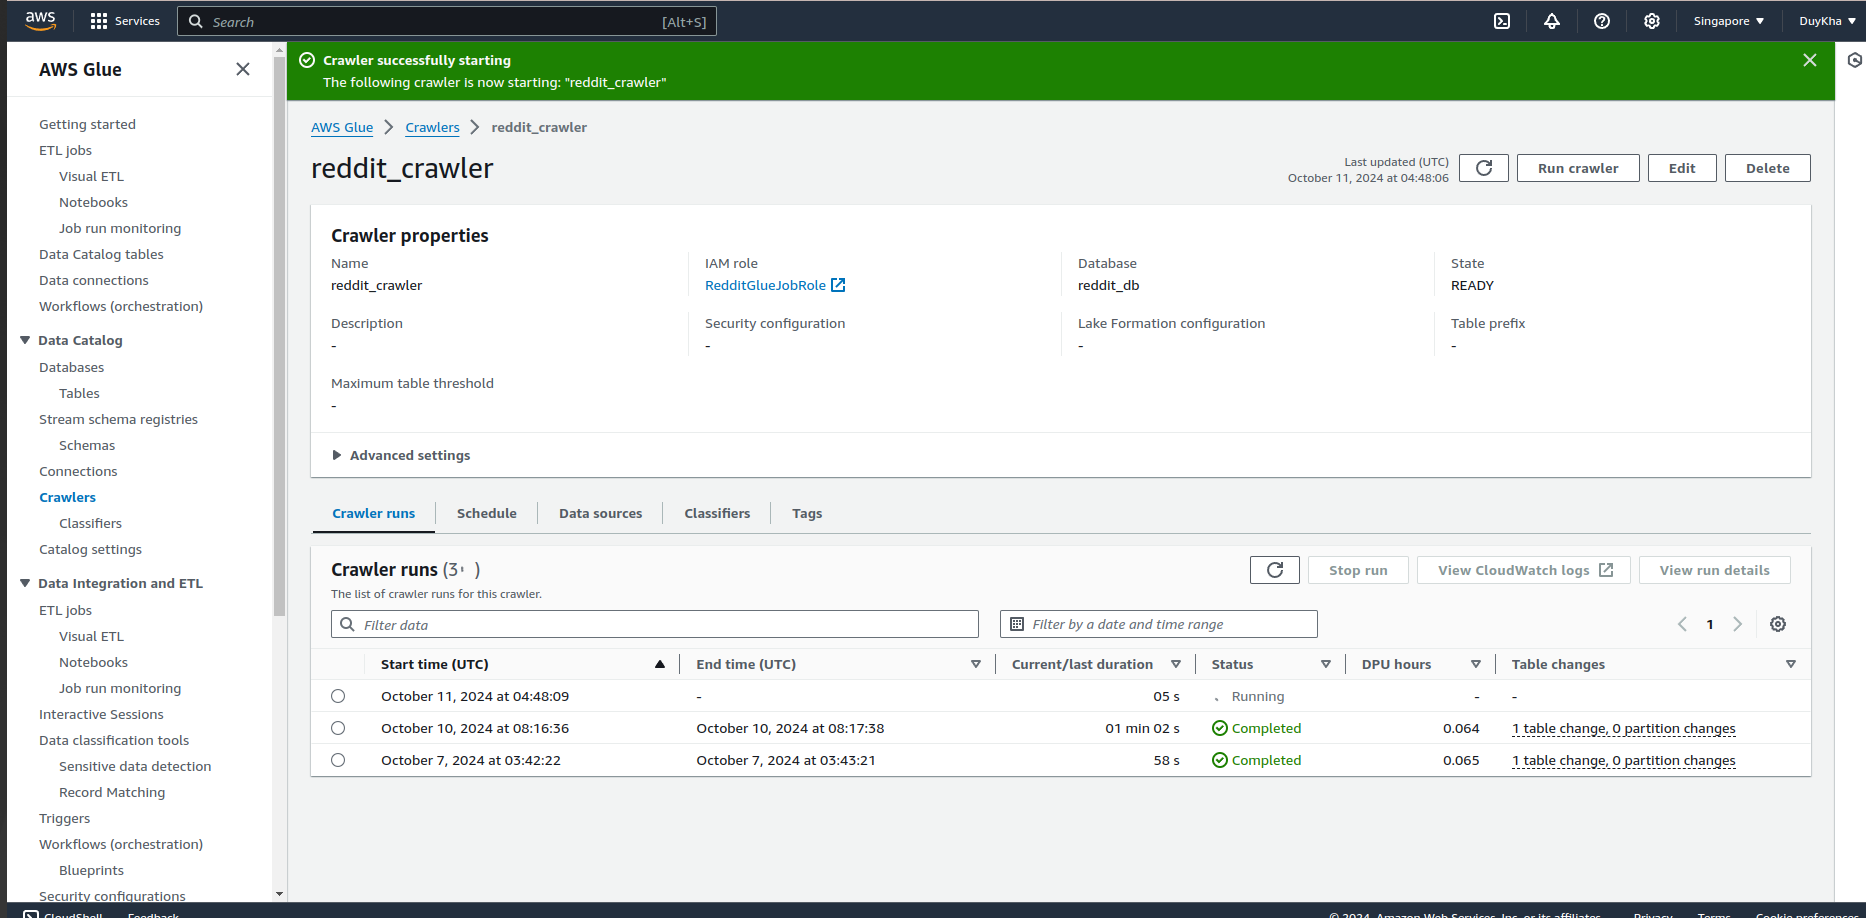 aws
Services
Search [Alt+S]
Singapore
DuyKha
AWS Glue
Getting started
ETL jobs
Visual ETL
Notebooks
Job run monitoring
Data Catalog tables
Data connections
Workflows (orchestration)
Data Catalog
Databases
Tables
Stream schema registries
Schemas
Connections
Crawlers
Classifiers
Catalog settings
Data Integration and ETL
ETL jobs
Visual ETL
Notebooks
Job run monitoring
Interactive Sessions
Data classification tools
Sensitive data detection
Record Matching
Triggers
Workflows (orchestration)
Blueprints
Security configurations
Crawler successfully starting
The following crawler is now starting: "reddit_crawler"
AWS Glue Crawlers reddit_crawler
reddit_crawler
Last updated (UTC)
October 11, 2024 at 04:48:06
Run crawler
Edit
Delete
Crawler properties
Name
reddit_crawler
IAM role
RedditGlueJobRole
Database
reddit_db
State
READY
Description
-
Security configuration
-
Lake Formation configuration
-
Table prefix
-
Maximum table threshold
-
Advanced settings
Crawler runs Schedule Data sources Classifiers Tags
Crawler runs (3 )
The list of crawler runs for this crawler.
Stop run
View CloudWatch logs
View run details
Filter data
Filter by a date and time range
1
Start time (UTC) End time (UTC) Current/last duration Status DPU hours Table changes
October 11, 2024 at 04:48:09 - 05 s Running - -
October 10, 2024 at 08:16:36 October 10, 2024 at 08:17:38 01 min 02 s Completed 0.064 1 table change, 0 partition changes
October 7, 2024 at 03:42:22 October 7, 2024 at 03:43:21 58 s Completed 0.065 1 table change, 0 partition changes
CloudShell Feedback
© 2024, Amazon Web Services, Inc. or its affiliates. Privacy Terms Cookie preferences